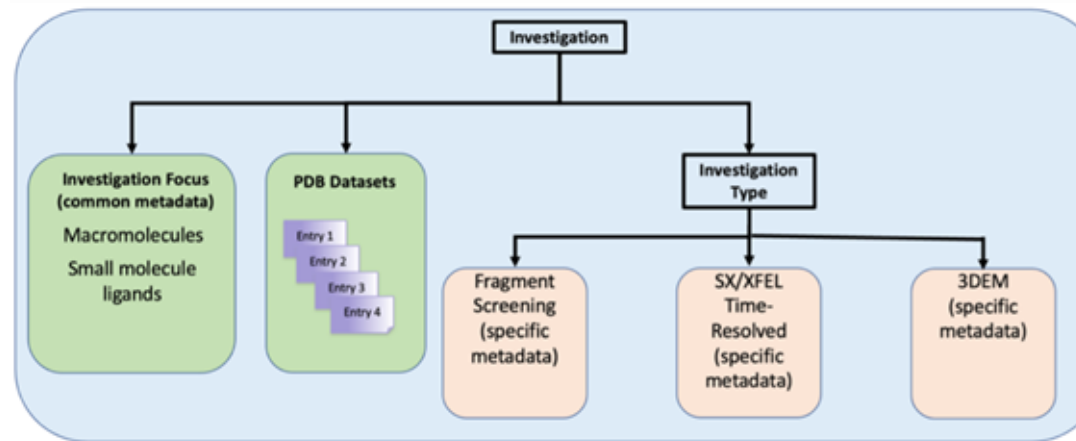 Investigation
Investigation Focus
(common metadata)
Macromolecules
Small molecule
ligands
PDB Datasets
Entry 1
Entry 2
Entry 3
Entry 4
Investigation
Type
Fragment
Screening
(specific
metadata)
SX/XFEL
Time-
Resolved
(specific
metadata)
3DEM
(specific
metadata)